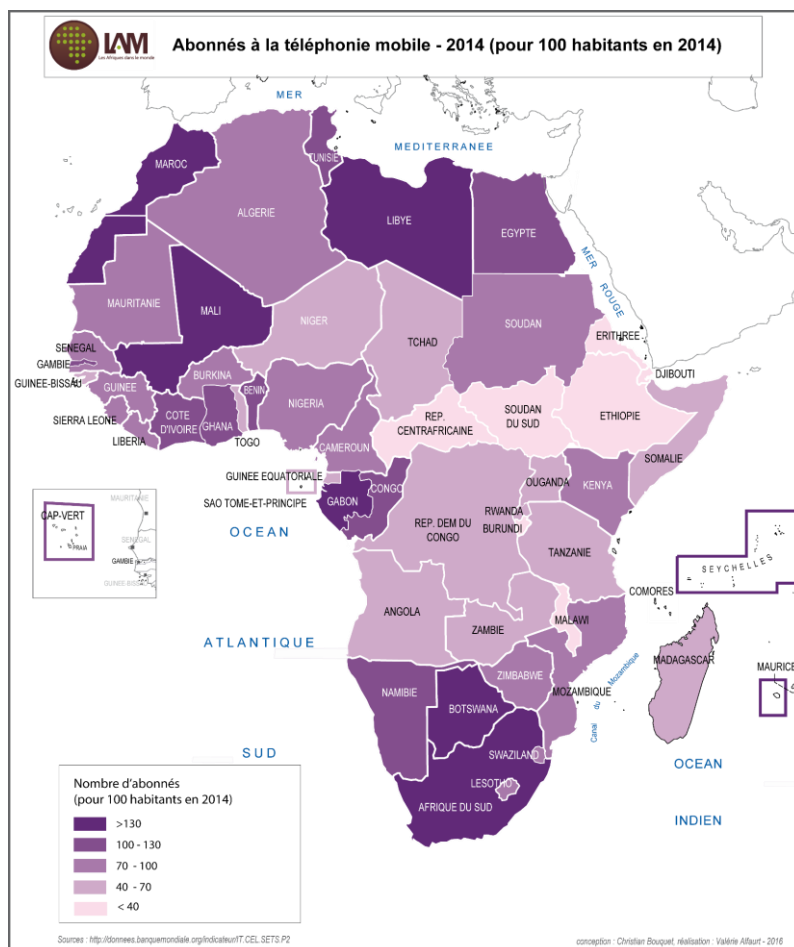 LAM
Les Afriques dans le monde
Abonnés à la téléphonie mobile - 2014 (pour 100 habitants en 2014)
MER
MEDITERRANEE
MAROC
TUNISIE
ALGERIE
LIBYE
EGYPTE
MER ROUGE
MAURITANIE
MALI
NIGER
TCHAD
SOUDAN
ERITHREE
SENEGAL
GAMBIE
GUINEE-BISSAU
GUINEE
BURKINA
BENIN
NIGERIA
DJIBOUTI
SIERRA LEONE
COTE
D'IVOIRE
GHANA
LIBERIA
TOGO
CAMEROUN
REP.
CENTRAFRICAINE
SOUDAN
DU SUD
ETHIOPIE
SOMALIE
GUINEE EQUATORIALE
SAO TOME-ET-PRINCIPE
GABON
CONGO
OUGANDA
KENYA
RWANDA
BURUNDI
REP. DEM DU
CONGO
TANZANIE
MAURITANIE
CAP-VERT
PRAIA
SENEGAL
GAMBIE
GUINEE-BISS
OCEAN
ATLANTIQUE
SUD
SEYCHELLES
COMORES
ANGOLA
ZAMBIE
MALAWI
MADAGASCAR
MAURICE
NAMIBIE
ZIMBABWE
MOZAMBIQUE
Canal du Mozambique
BOTSWANA
SWAZILAND
LESOTHO
AFRIQUE DU SUD
OCEAN
INDIEN
Nombre d'abonnés
(pour 100 habitants en 2014)
>130
100 - 130
70 - 100
40 - 70
< 40
Sources : http://donnees.banquemondiale.org/indicateur/IT.CEL.SETS.P2
conception : Christian Bouquet, réalisation : Valérie Alfaurt - 2016